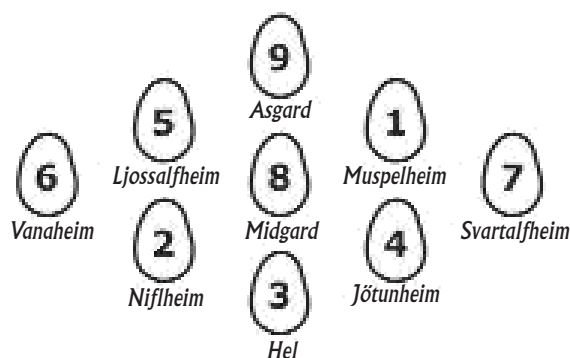 9
Asgard
5
Ljossalfheim
1
Muspelheim
6
Vanaheim
8
Midgard
7
Svartalfheim
2
Niflheim
4
Jötunheim
3
Hel